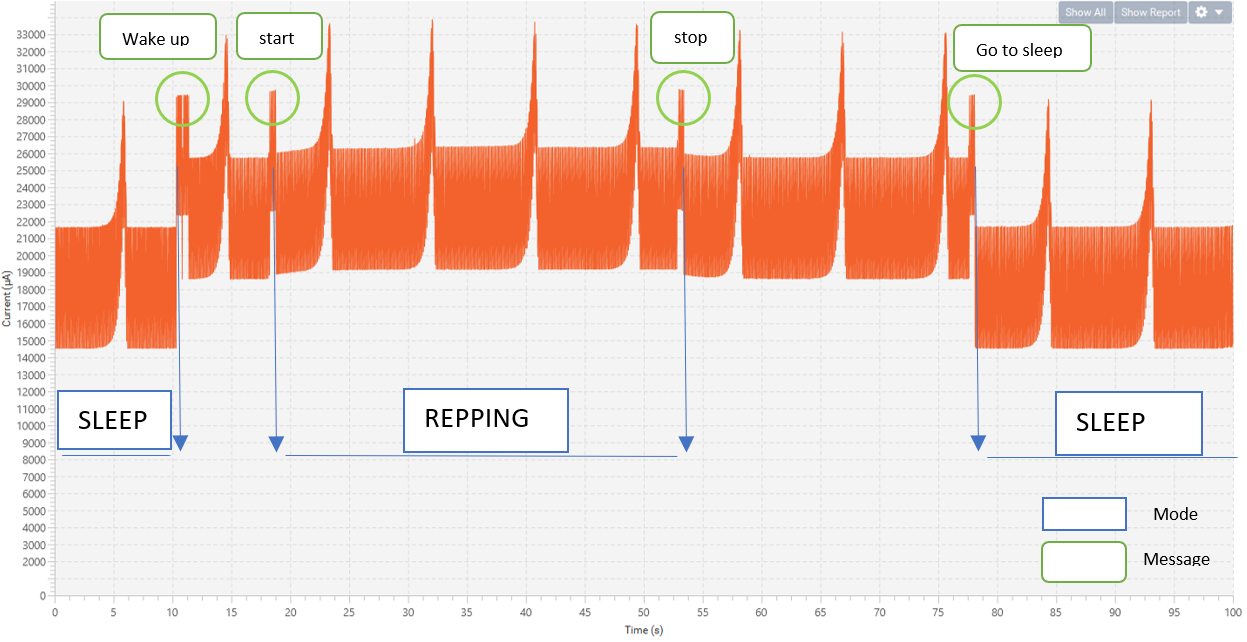 Show All Show Report
Wake up
start
stop
Go to sleep
33000
32000
31000
30000
29000
28000
27000
26000
25000
24000
23000
22000
21000
20000
19000
18000
17000
16000
15000
14000
13000
12000
11000
10000
9000
8000
7000
6000
5000
4000
3000
2000
0
Current (µA)
SLEEP
REPPING
SLEEP
Mode
Message
0 5 10 15 20 25 30 35 40 45 50 55 60 65 70 75 80 85 90 95 100
Time (s)